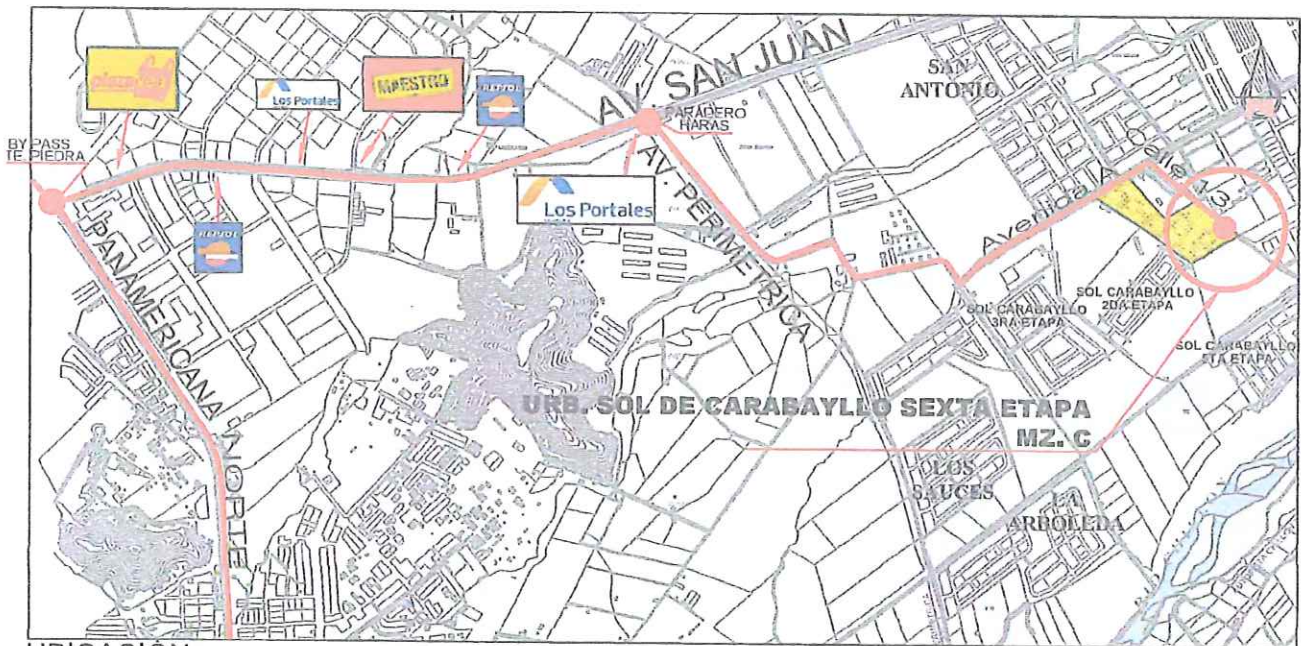 plaza
Los Portales
MAESTRO
REPSOL
AV. SAN JUAN
SAN
ANTONIO
BY PASS
TE. PIEDRA
PARADERO
HARAS
AV. PERIMETRICA
Los Portales
REPSOL
PANAMERICANA NORTE
Avenida A
Calle 13
SOL CARABAYLLO
3RA ETAPA
SOL CARABAYLLO
2DA ETAPA
SOL CARABAYLLO
5TA ETAPA
URB. SOL DE CARABAYLLO SEXTA ETAPA
MZ. C
LOS
SAUCES
LA
ARBOLEDA
UBICACION